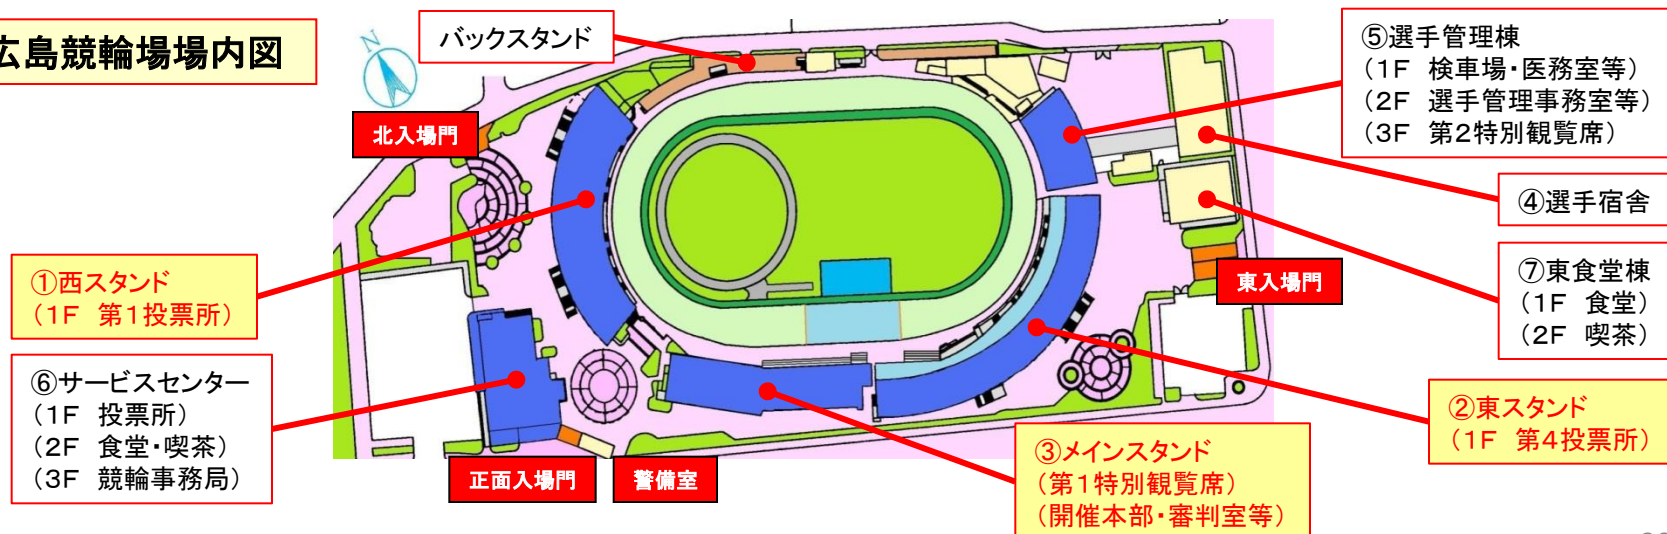 広島競輪場場内図
N
バックスタンド
⑤選手管理棟
(1F 検車場・医務室等)
(2F 選手管理事務室等)
(3F 第2特別観覧席)
北入場門
④選手宿舎
①西スタンド
(1F 第1投票所)
東入場門
⑦東食堂棟
(1F 食堂)
(2F 喫茶)
⑥サービスセンター
(1F 投票所)
(2F 食堂・喫茶)
(3F 競輪事務局)
②東スタンド
(1F 第4投票所)
正面入場門
警備室
③メインスタンド
(第1特別観覧席)
(開催本部・審判室等)